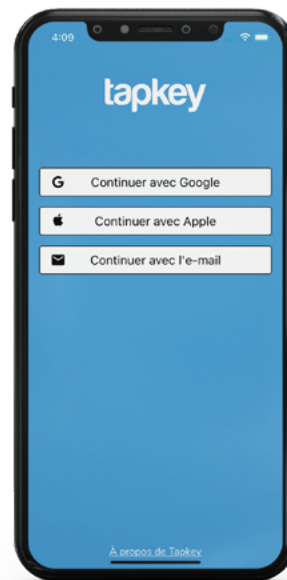 4:09
tapkey
G Continuer avec Google
Continuer avec Apple
Continuer avec l'e-mail
À propos de Tapkey